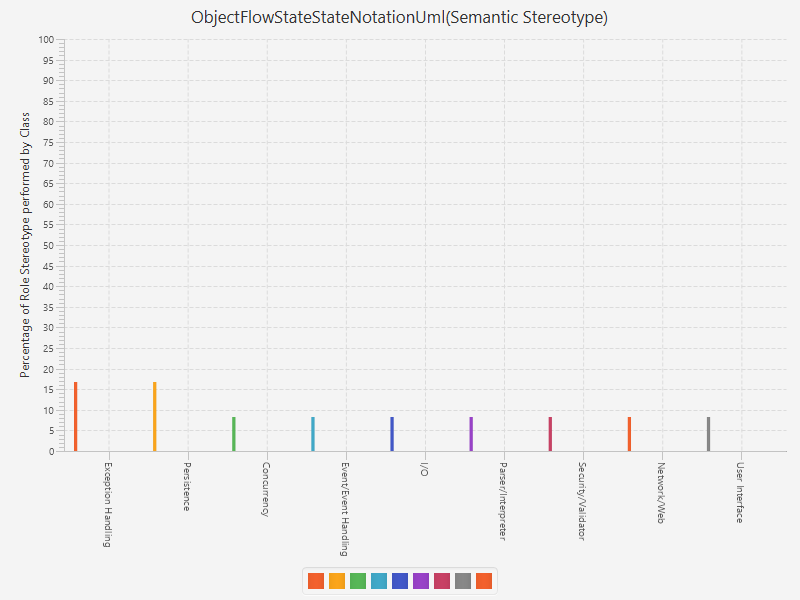 ObjectFlowStateStateNotationUml(Semantic Stereotype)
Percentage of Role Stereotype performed by Class
100
95
90
85
80
75
70
65
60
55
50
45
40
35
30
25
20
15
10
5
0
Exception Handling
Persistence
Concurrency
Event/Event Handling
I/O
Parser/Interpreter
Security/Validator
Network/Web
User Interface